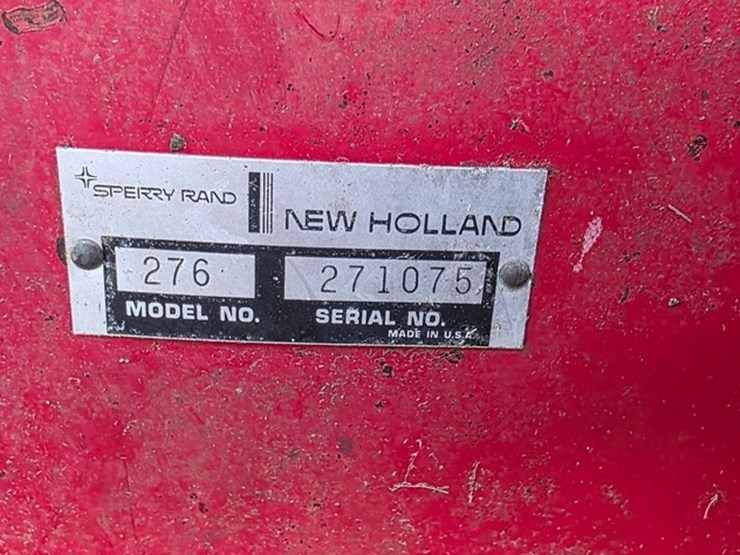 SPERRY RAND
NEW HOLLAND
276
271075
MODEL NO.
SERIAL NO.
MADE IN U.S.A.